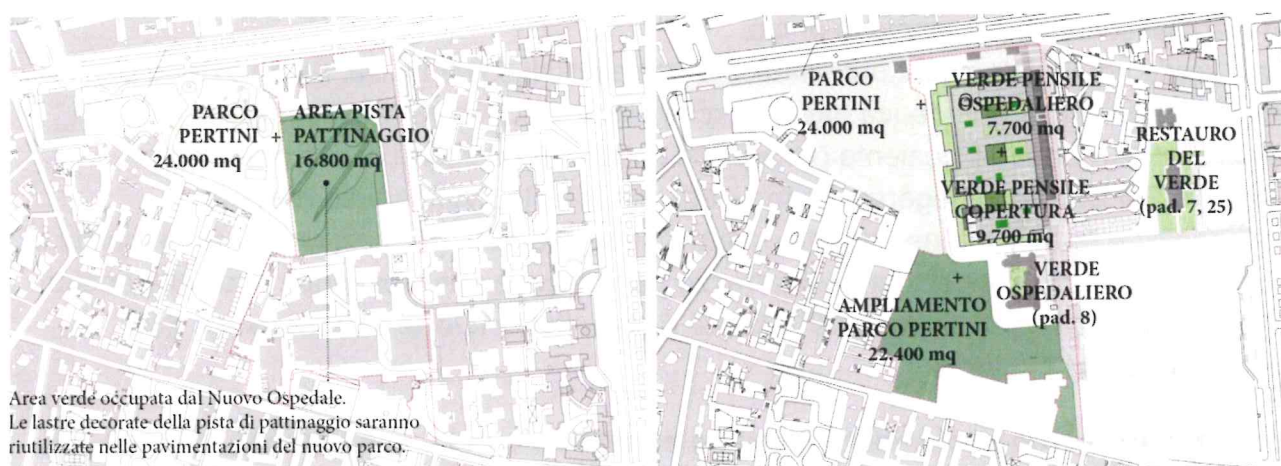 PARCO
PERTINI
24.000 mq
+
AREA PISTA
PATTINAGGIO
16.800 mq
Area verde occupata dal Nuovo Ospedale.
Le lastre decorate della pista di pattinaggio saranno
riutilizzate nelle pavimentazioni del nuovo parco.
PARCO
PERTINI
24.000 mq
+
VERDE PENSILE
OSPEDALIERO
7.700 mq
+
VERDE PENSILE
COPERTURA
9.700 mq
+
AMPLIAMENTO
PARCO PERTINI
22.400 mq
VERDE
OSPEDALIERO
(pad. 8)
RESTAURO
DEL
VERDE
(pad. 7, 25)